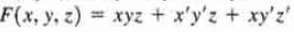 F(x, y, z) = xyz + x'y'z + xy'z'